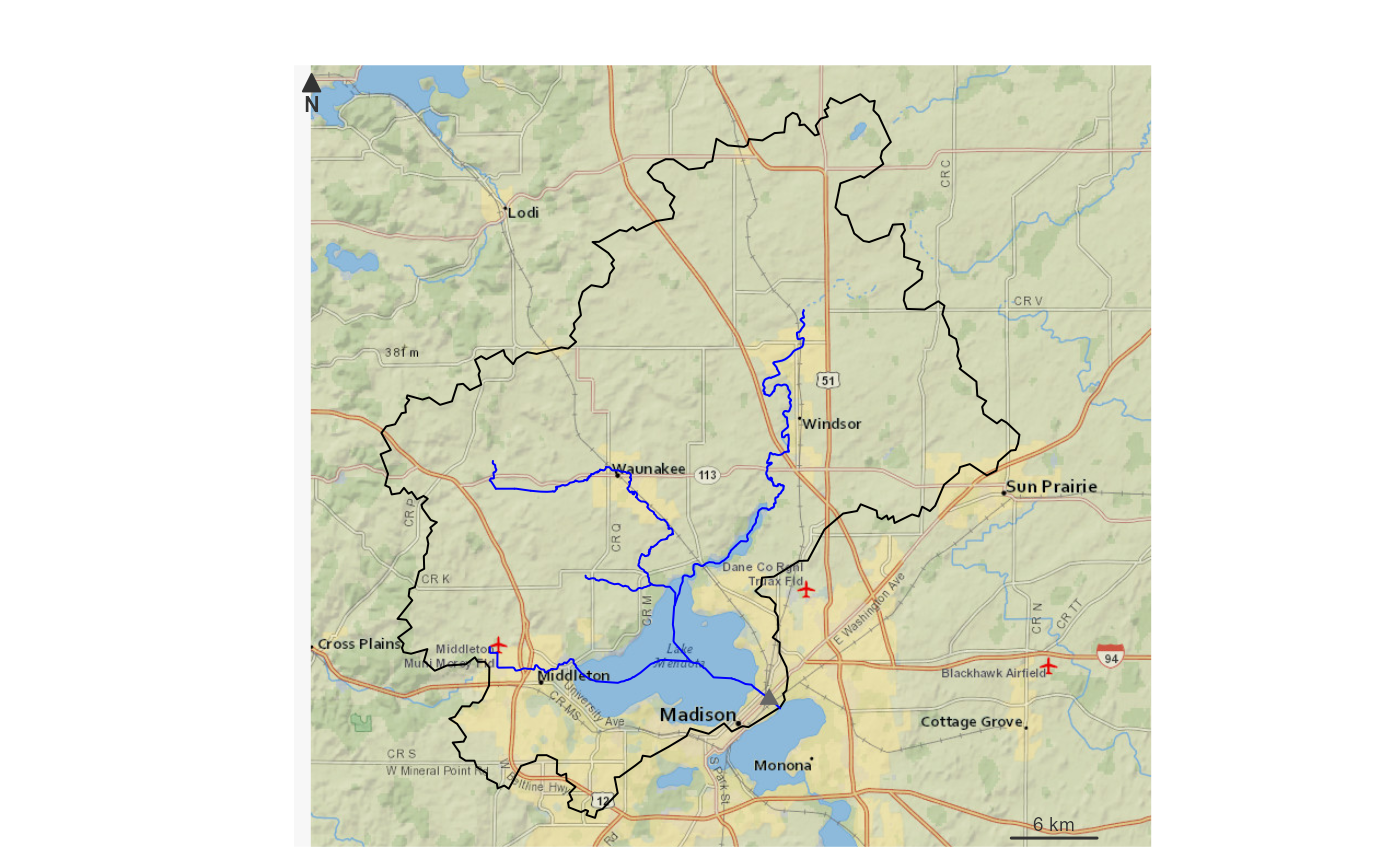 N
CR C
Lodi
CR V
38f m
51
Windsor
Waunakee
113
Sun Prairie
CR P
CR Q
Dane Co Rgnl
Truax Fld
CR K
CR M
E Washington Ave
CR N
CR TT
Cross Plains
Middleton
Muni Morey Fld
Lake
Mendota
94
Blackhawk Airfield
Middleton
University Ave
CR MS
Madison
Cottage Grove
CR S
W Mineral Point Rd
Monona
W Beltline Hwy
S Park St
12
Rd
6 km